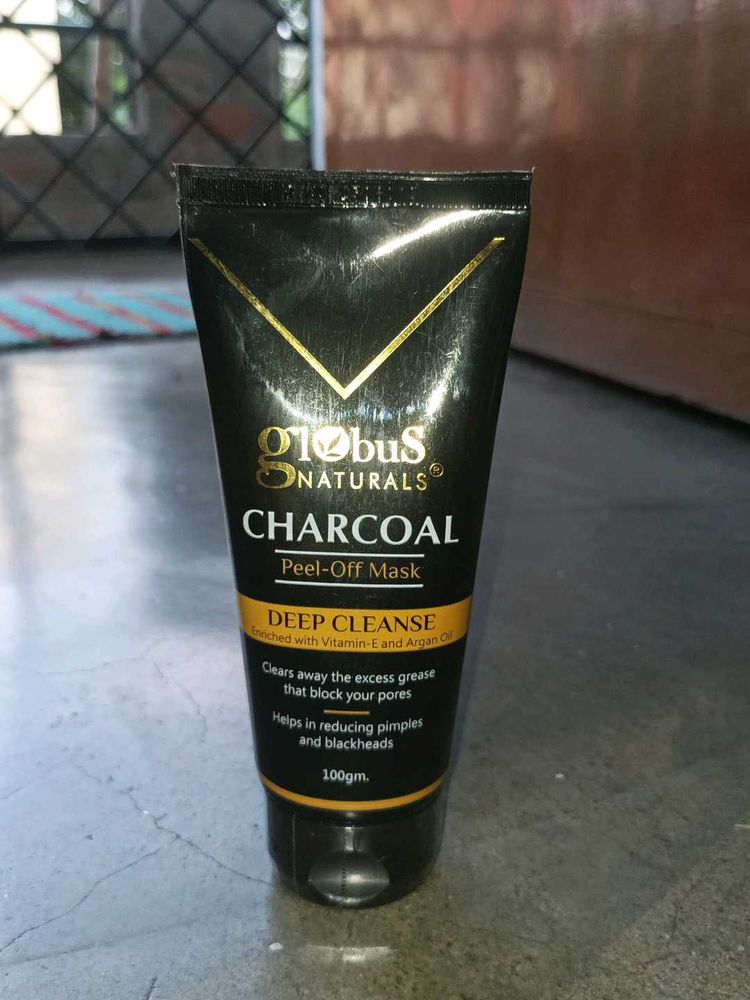 glObuS
NATURALS®
CHARCOAL
Peel-Off Mask
DEEP CLEANSE
Enriched with Vitamin-E and Argan Oil
Clears away the excess grease
that block your pores
Helps in reducing pimples
and blackheads
100gm.